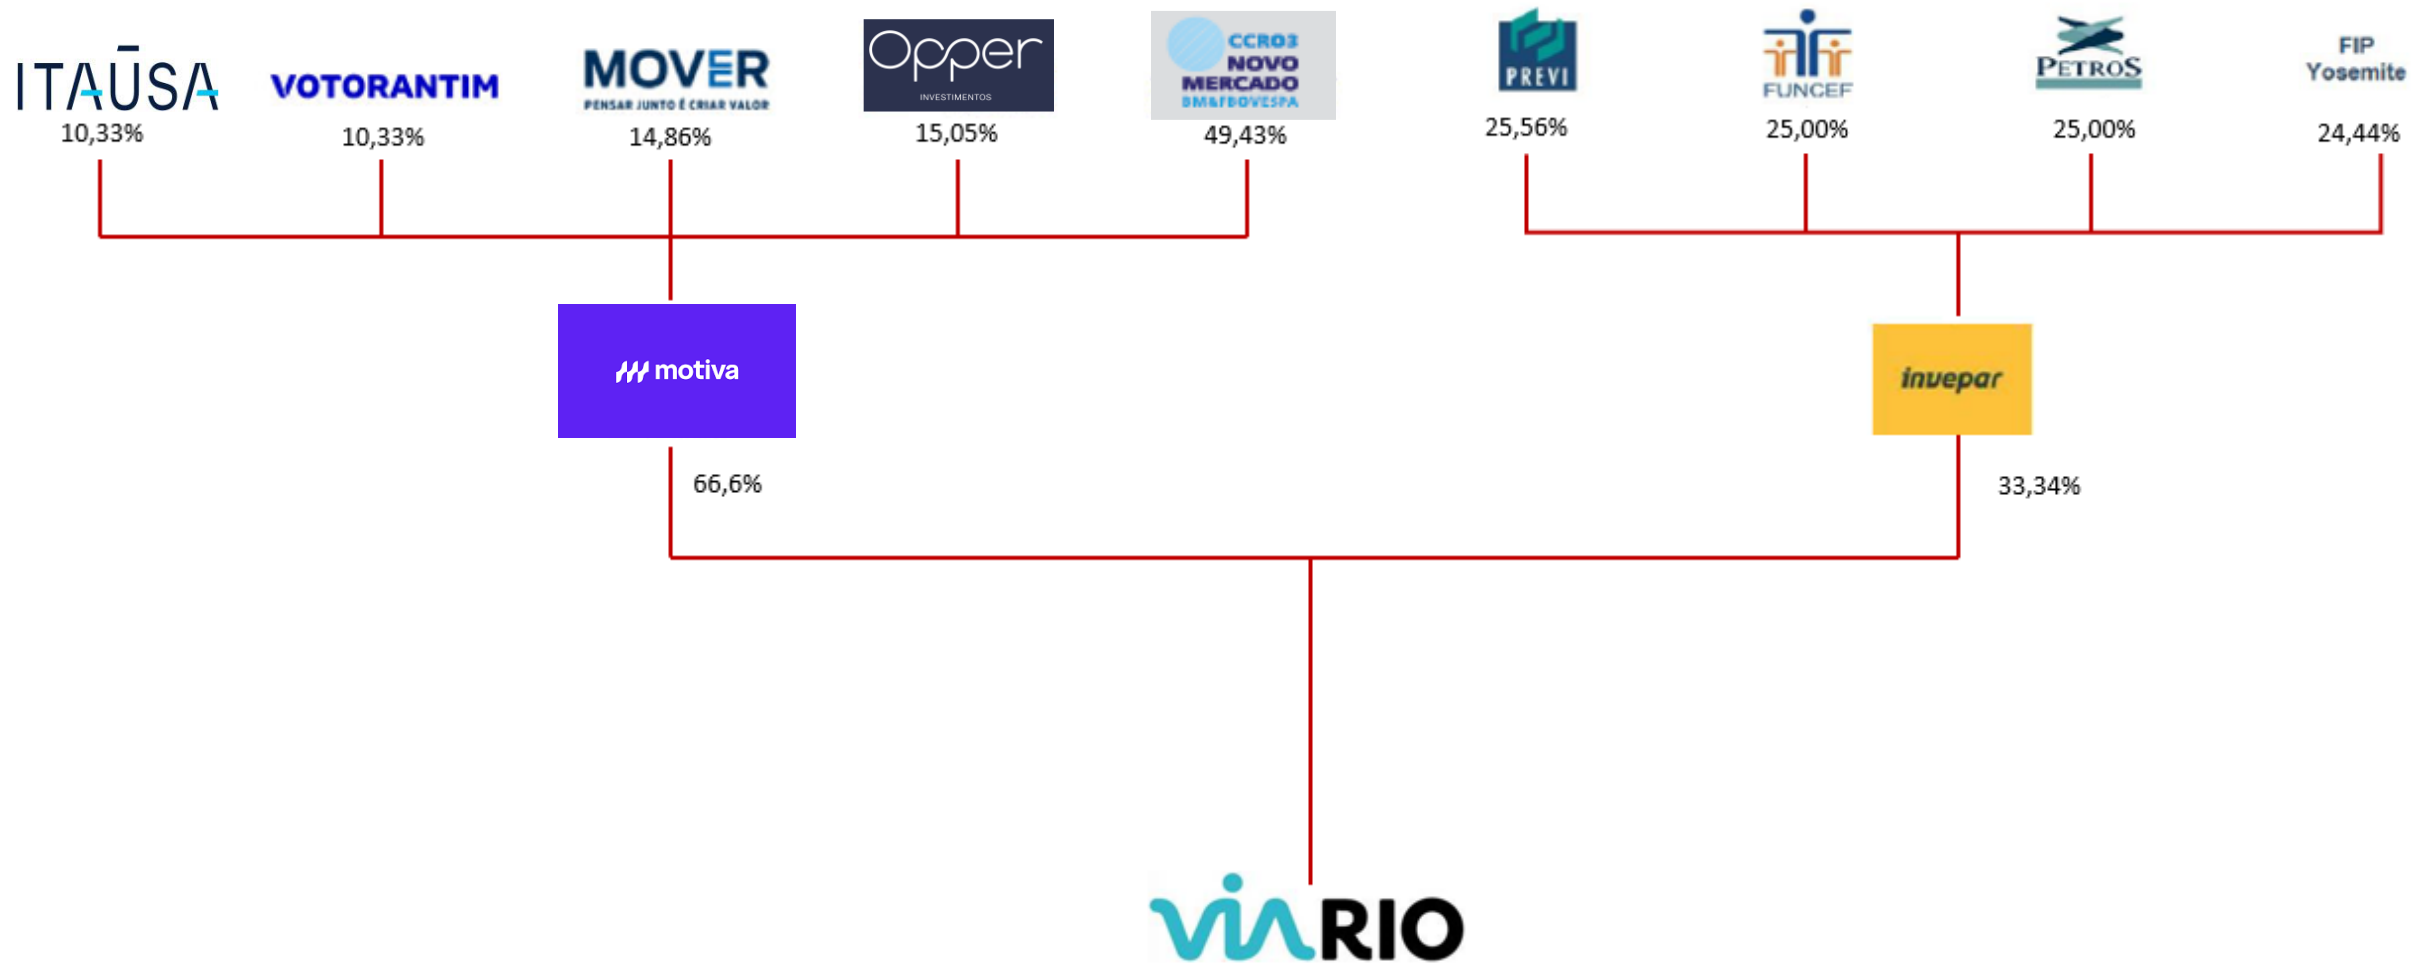 ITAÚSA
10,33%
VOTORANTIM
10,33%
MOVER
PENSAR JUNTO É CRIAR VALOR
14,86%
Opper
INVESTIMENTOS
15,05%
CCRO3
NOVO
MERCADO
BM&FBOVESPA
49,43%
PREVI
25,56%
FUNCEF
25,00%
PETROS
25,00%
FIP
Yosemite
24,44%
motiva
66,6%
invepar
33,34%
VIARIO